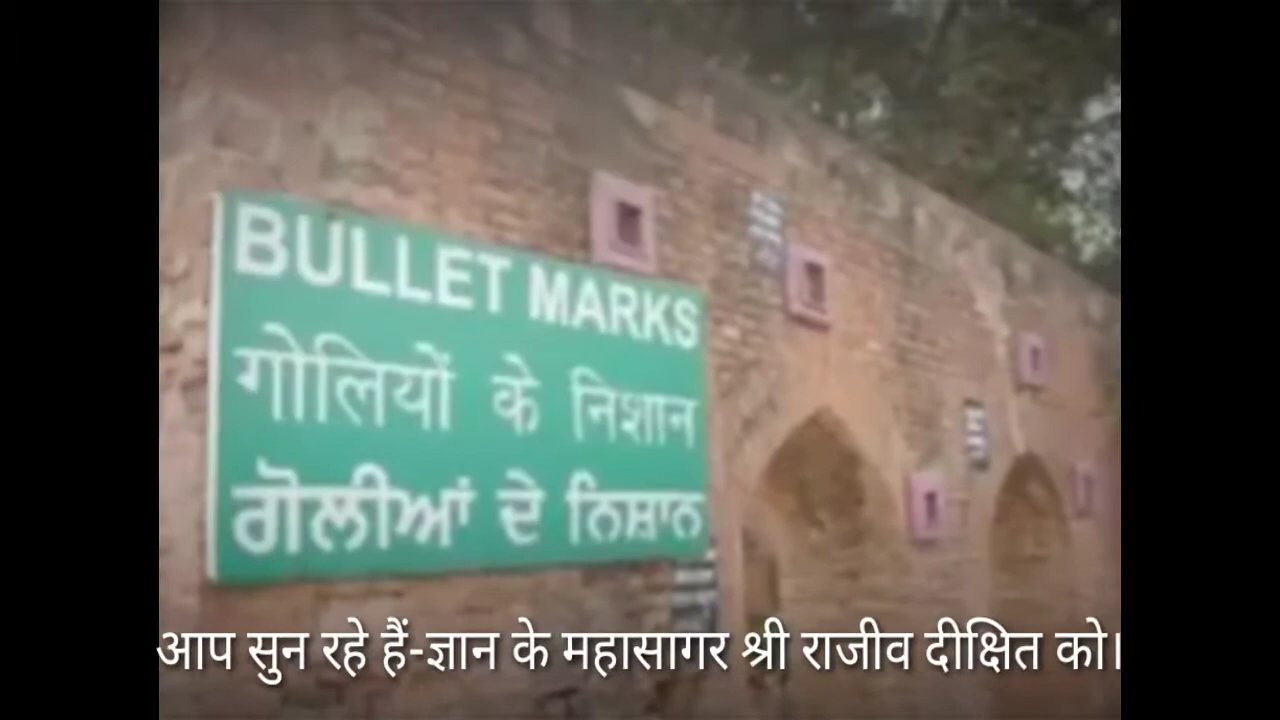 BULLET MARKS
गोलियों के निशान
ਗੋਲੀਆਂ ਦੇ ਨਿਸ਼ਾਨ
आप सुन रहे हैं-ज्ञान के महासागर श्री राजीव दीक्षित को।